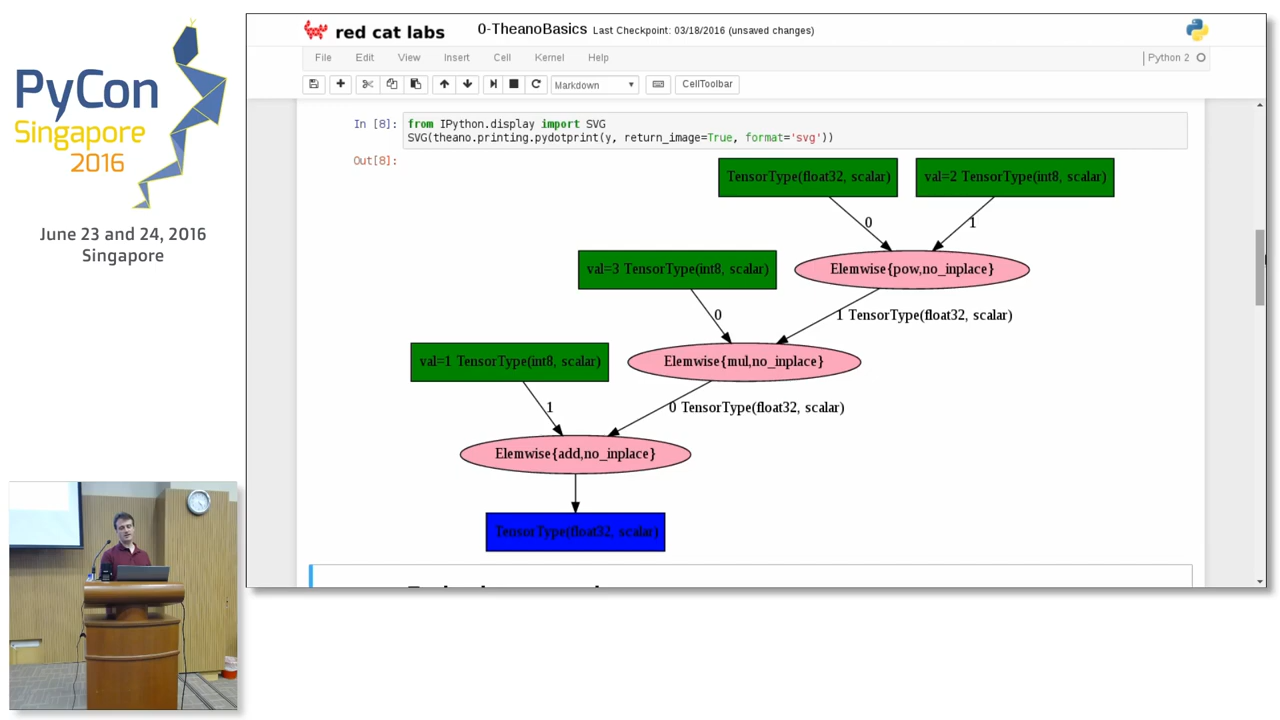 PyCon
Singapore
2016
June 23 and 24, 2016
Singapore
red cat labs
0-TheanoBasics Last Checkpoint: 03/18/2016 (unsaved changes)
File Edit View Insert Cell Kernel Help
Python 2
Markdown
CellToolbar
In [8]:
from IPython.display import SVG
SVG(theano.printing.pydotprint(y, return_image=True, format='svg'))
Out[8]:
TensorType(float32, scalar)
val=2 TensorType(int8, scalar)
0
1
val=3 TensorType(int8, scalar)
Elemwise{pow,no_inplace}
0
1 TensorType(float32, scalar)
val=1 TensorType(int8, scalar)
Elemwise{mul,no_inplace}
1
0 TensorType(float32, scalar)
Elemwise{add,no_inplace}
TensorType(float32, scalar)